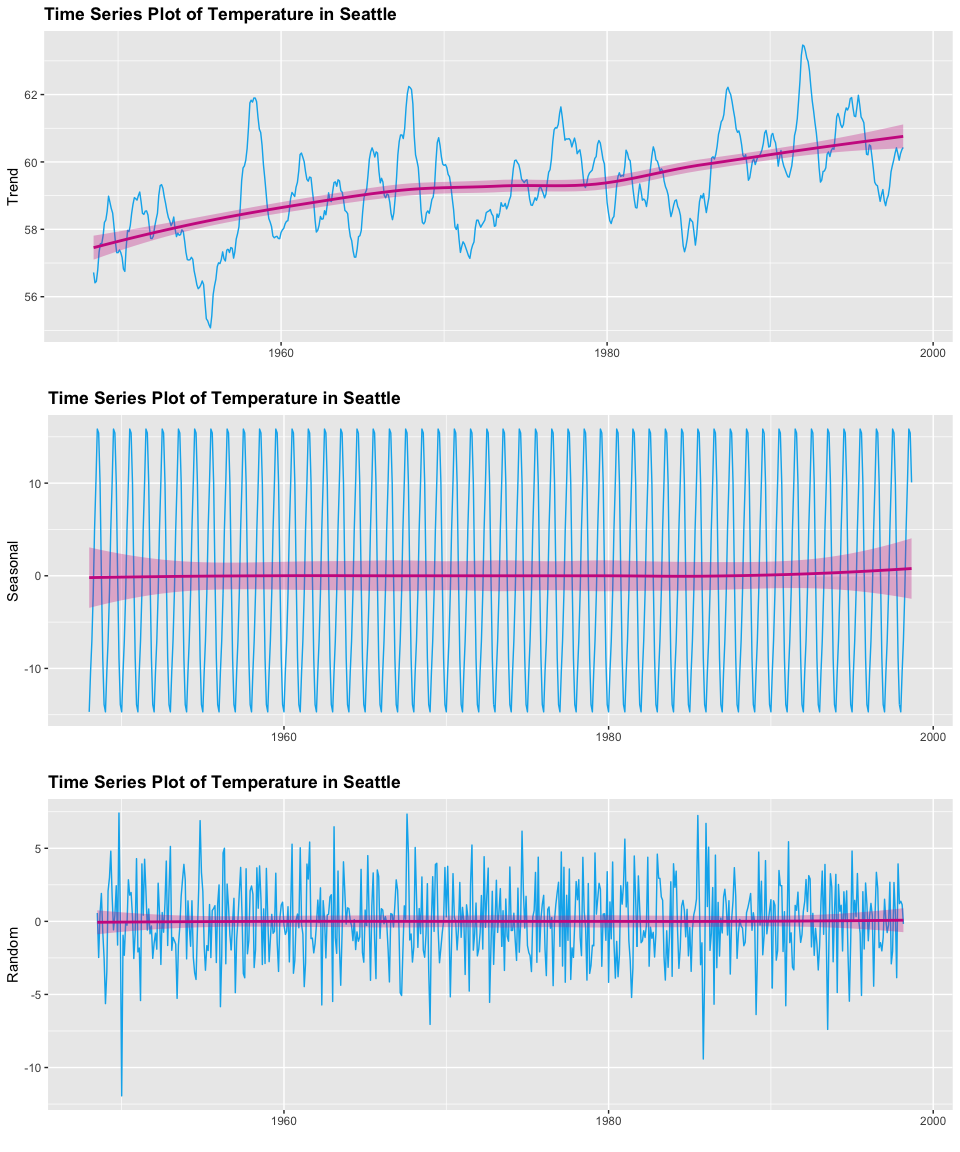 Time Series Plot of Temperature in Seattle
Trend
62
60
58
56
1960 1980 2000
Time Series Plot of Temperature in Seattle
Seasonal
10
0
-10
1960 1980 2000
Time Series Plot of Temperature in Seattle
Random
5
0
-5
-10
1960 1980 2000